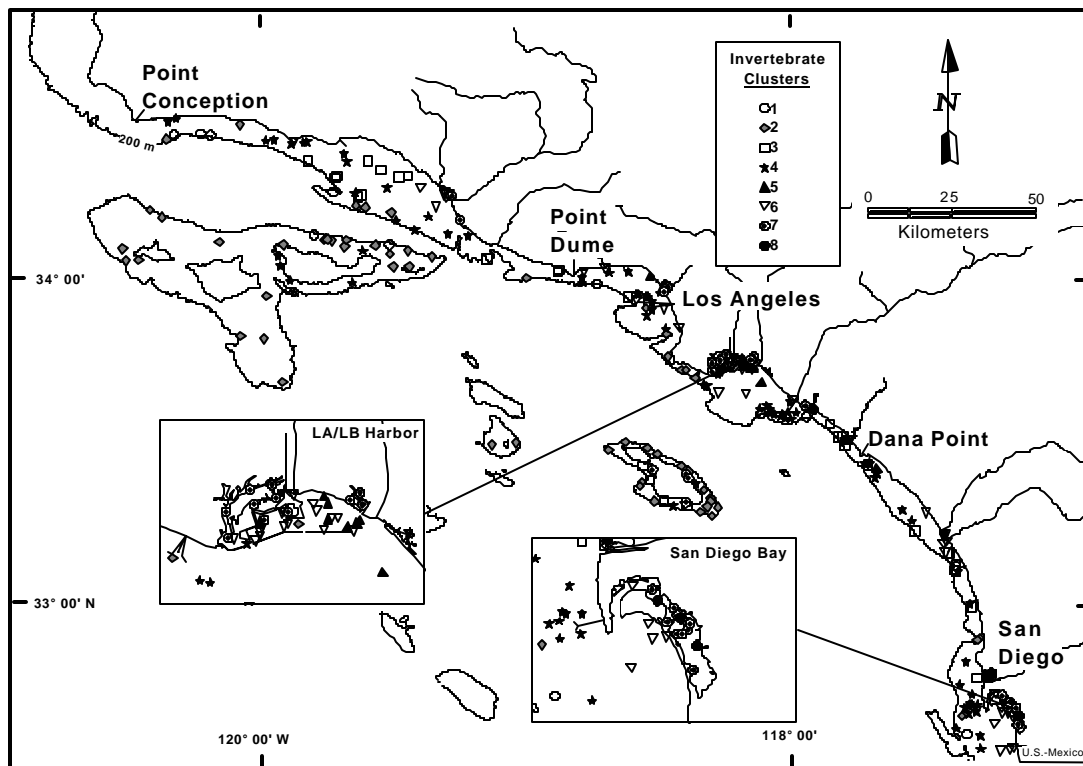 Point
Conception
200 m
Invertebrate
Clusters
1
2
3
4
5
6
7
8
N
0 25 50
Kilometers
Point
Dume
34° 00'
Los Angeles
LA/LB Harbor
Dana Point
San Diego Bay
33° 00' N
San
Diego
120° 00' W
118° 00'
U.S.-Mexico